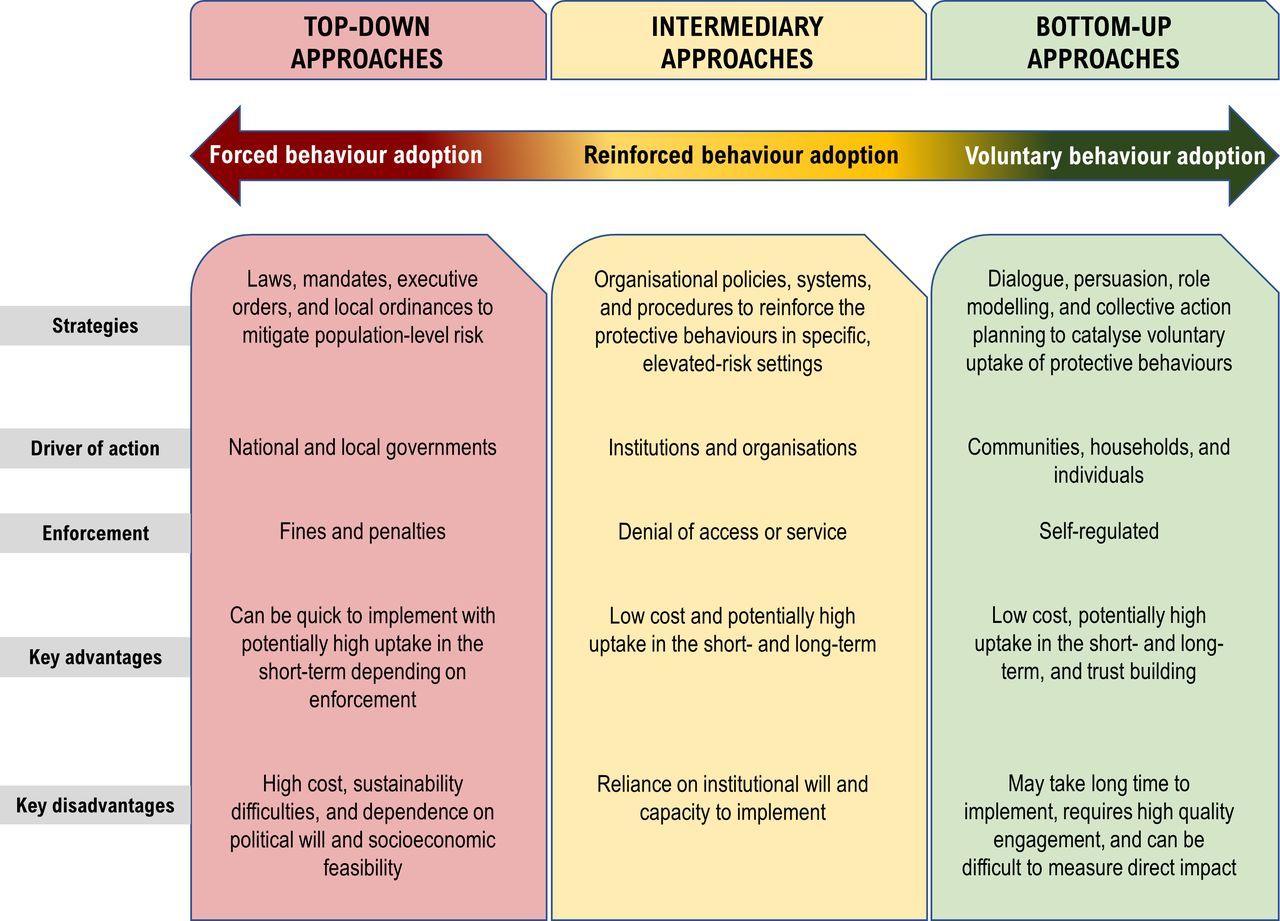 TOP-DOWN
APPROACHES
INTERMEDIARY
APPROACHES
BOTTOM-UP
APPROACHES
Forced behaviour adoption
Reinforced behaviour adoption
Voluntary behaviour adoption
Strategies
Laws, mandates, executive
orders, and local ordinances to
mitigate population-level risk
Organisational policies, systems,
and procedures to reinforce the
protective behaviours in specific,
elevated-risk settings
Dialogue, persuasion, role
modelling, and collective action
planning to catalyse voluntary
uptake of protective behaviours
Driver of action
National and local governments
Institutions and organisations
Communities, households, and
individuals
Enforcement
Fines and penalties
Denial of access or service
Self-regulated
Key advantages
Can be quick to implement with
potentially high uptake in the
short-term depending on
enforcement
Low cost and potentially high
uptake in the short- and long-term
Low cost, potentially high
uptake in the short- and long-
term, and trust building
Key disadvantages
High cost, sustainability
difficulties, and dependence on
political will and socioeconomic
feasibility
Reliance on institutional will and
capacity to implement
May take long time to
implement, requires high quality
engagement, and can be
difficult to measure direct impact